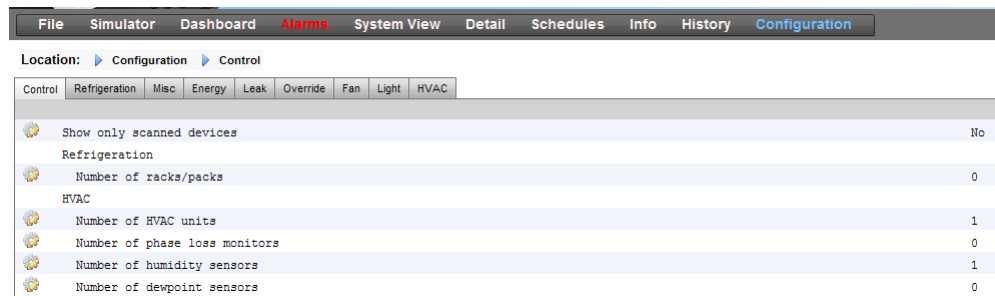 File Simulator Dashboard Alarms System View Detail Schedules Info History Configuration
Location: Configuration Control
Control Refrigeration Misc Energy Leak Override Fan Light HVAC
Show only scanned devices No
Refrigeration
Number of racks/packs 0
HVAC
Number of HVAC units 1
Number of phase loss monitors 0
Number of humidity sensors 1
Number of dewpoint sensors 0